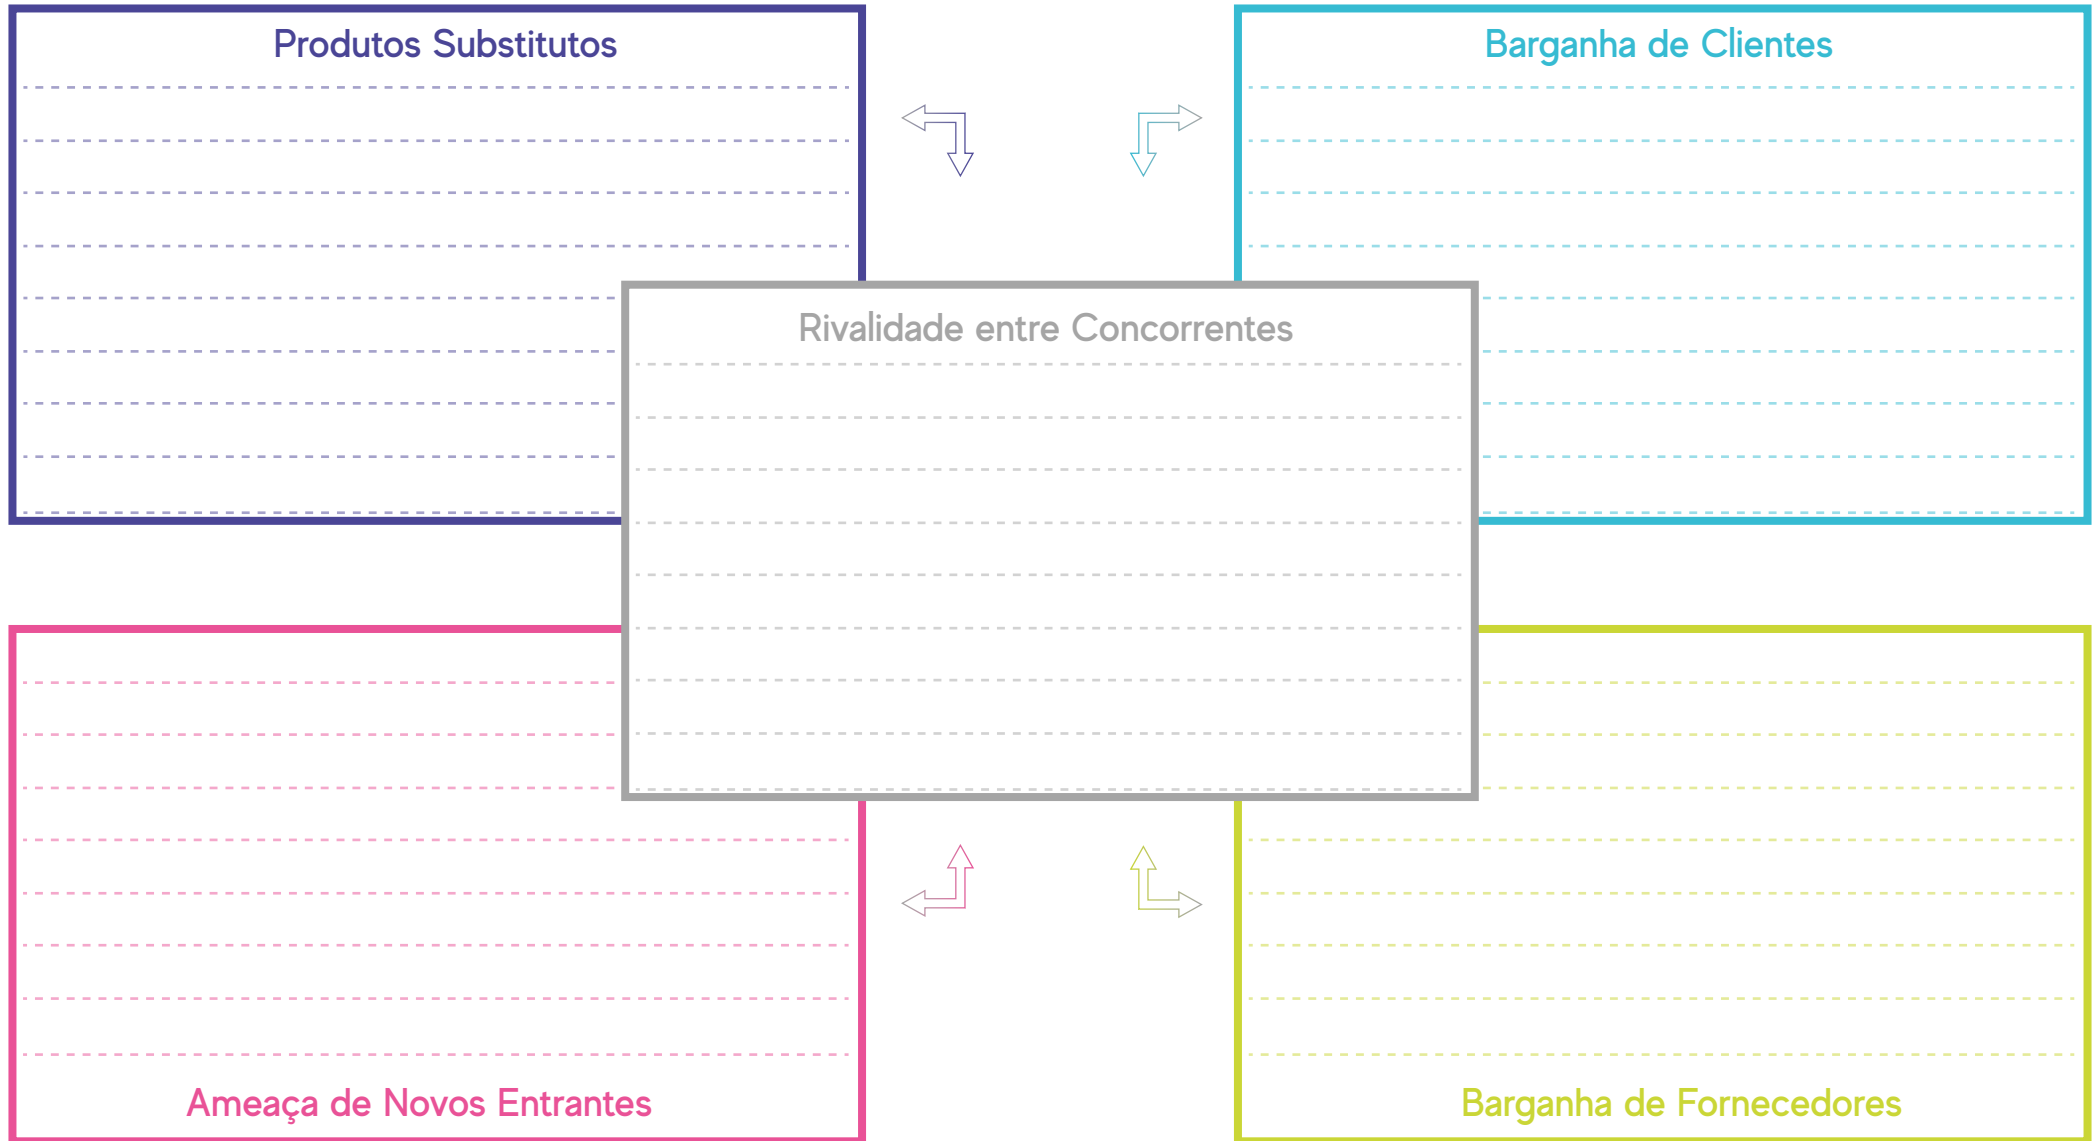 Produtos Substitutos
Barganha de Clientes
Rivalidade entre Concorrentes
Ameaça de Novos Entrantes
Barganha de Fornecedores